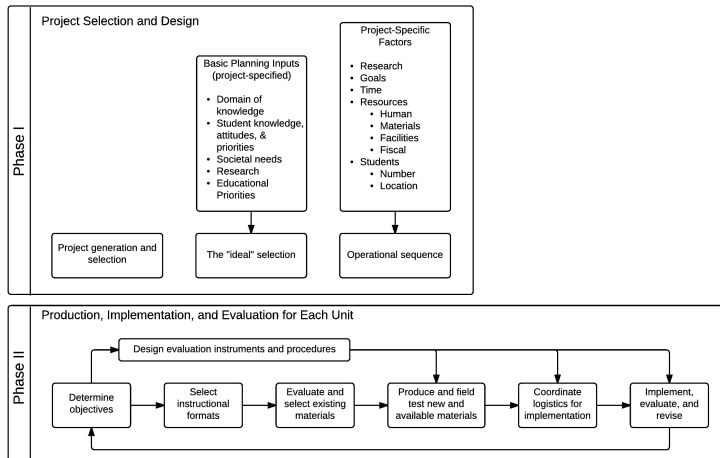 Phase I
Project Selection and Design
Basic Planning Inputs
(project-specified)
• Domain of
knowledge
• Student knowledge,
attitudes, &
priorities
• Societal needs
• Research
• Educational
Priorities
Project-Specific
Factors
• Research
• Goals
• Time
• Resources
• Human
• Materials
• Facilities
• Fiscal
• Students
• Number
• Location
Project generation and
selection
The "ideal" selection
Operational sequence
Phase II
Production, Implementation, and Evaluation for Each Unit
Design evaluation instruments and procedures
Determine
objectives
Select
instructional
formats
Evaluate and
select existing
materials
Produce and field
test new and
available materials
Coordinate
logistics for
implementation
Implement,
evaluate, and
revise